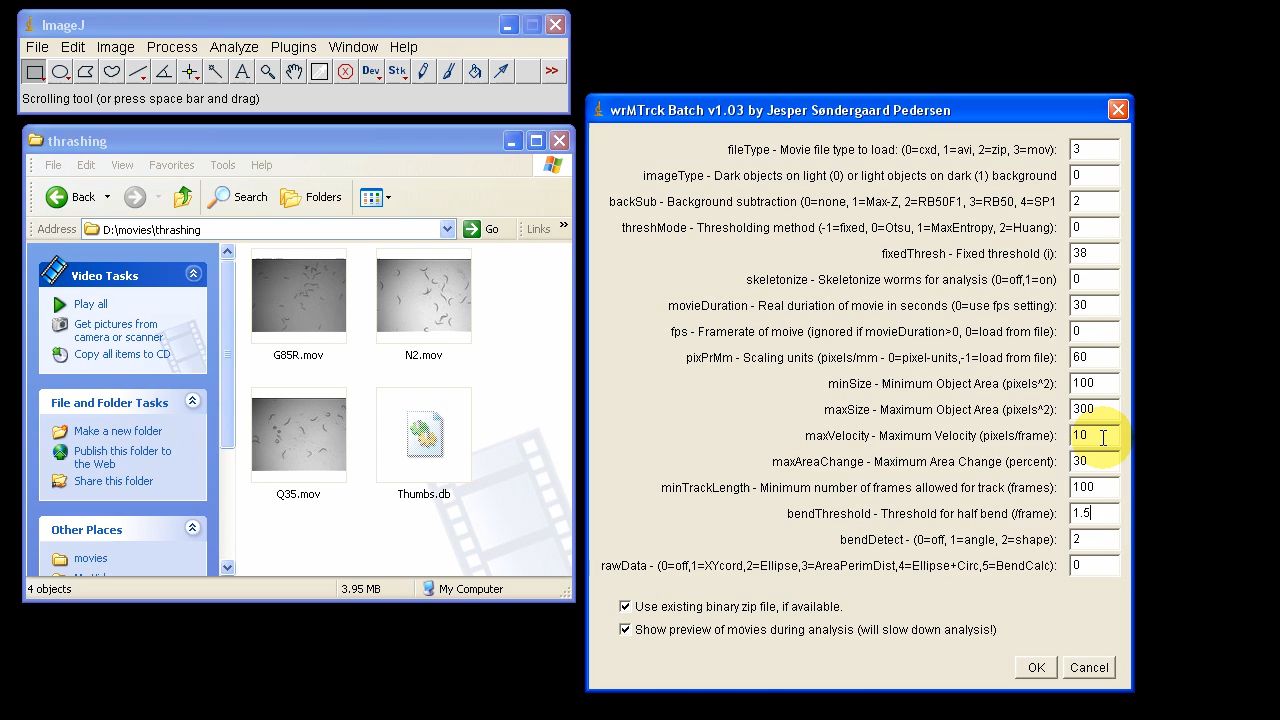 ImageJ
File Edit Image Process Analyze Plugins Window Help
A Dev Stk >>
Scrolling tool (or press space bar and drag)
thrashing
File Edit View Favorites Tools Help
Back Search Folders
Address D:\movies\thrashing Go Links »
Video Tasks
Play all
Get pictures from
camera or scanner
Copy all items to CD
File and Folder Tasks
Make a new folder
Publish this folder to
the Web
Share this folder
Other Places
movies
G85R.mov N2.mov
Q35.mov Thumbs.db
4 objects 3.95 MB My Computer
wrMTrck Batch v1.03 by Jesper Søndergaard Pedersen
fileType - Movie file type to load: (0=cxd, 1=avi, 2=zip, 3=mov): 3
imageType - Dark objects on light (0) or light objects on dark (1) background 0
backSub - Background subtraction (0=none, 1=Max-Z, 2=RB50F1, 3=RB50, 4=SP1 2
threshMode - Thresholding method (-1=fixed, 0=Otsu, 1=MaxEntropy, 2=Huang): 0
fixedThresh - Fixed threshold (i): 38
skeletonize - Skeletonize worms for analysis (0=off,1=on) 0
movieDuration - Real duriation of movie in seconds (0=use fps setting): 30
fps - Framerate of moive (ignored if movieDuration>0, 0=load from file): 0
pixPrMm - Scaling units (pixels/mm - 0=pixel-units,-1=load from file): 60
minSize - Minimum Object Area (pixels^2): 100
maxSize - Maximum Object Area (pixels^2): 300
maxVelocity - Maximum Velocity (pixels/frame): 10
maxAreaChange - Maximum Area Change (percent): 30
minTrackLength - Minimum number of frames allowed for track (frames): 100
bendThreshold - Threshold for half bend (/frame): 1.5
bendDetect - (0=off, 1=angle, 2=shape): 2
rawData - (0=off,1=XYcord,2=Ellipse,3=AreaPerimDist,4=Ellipse+Circ,5=BendCalc): 0
Use existing binary zip file, if available.
Show preview of movies during analysis (will slow down analysis!)
OK Cancel